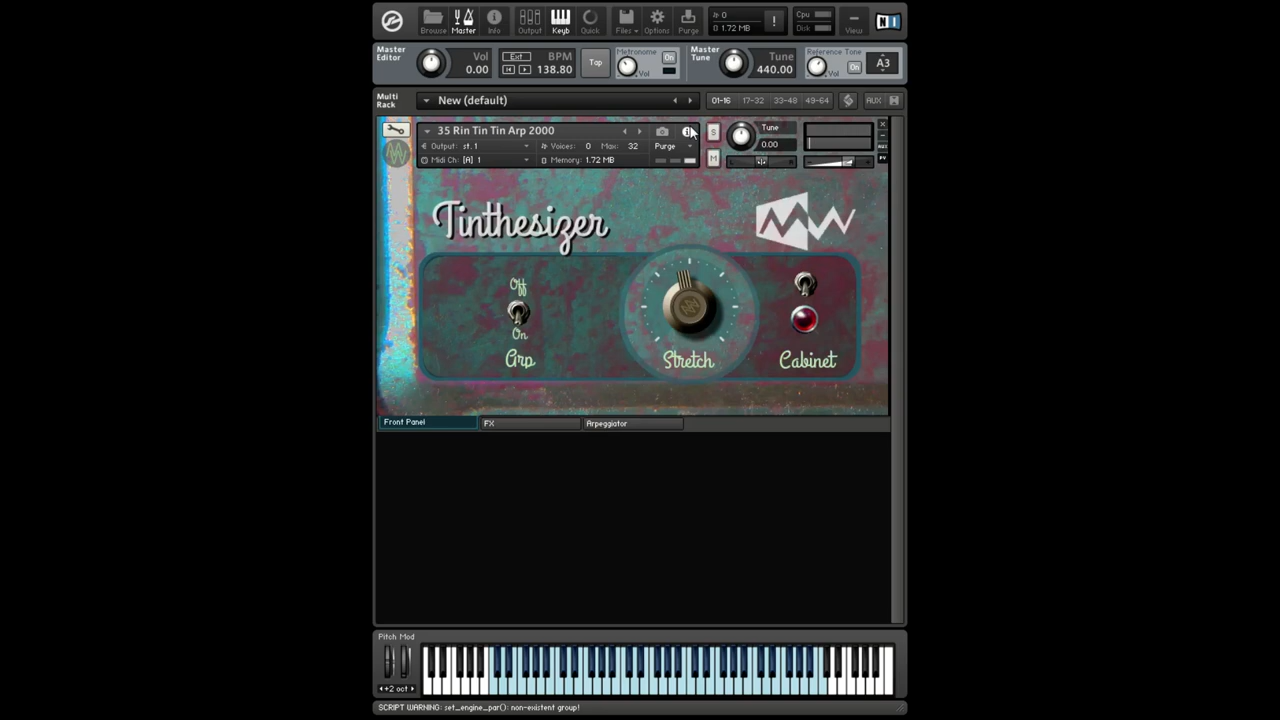 Browse Master Info Output Keyb Quick Files Options Purge 0 1.72 MB ! Cpu Disk View NI
Master Editor Vol 0.00 Ext BPM 138.80 Tap Metronome On Vol Master Tune Tune 440.00 Reference Tone Vol On A3
Multi Rack New (default) 01-16 17-32 33-48 49-64 AUX
35 Rin Tin Tin Arp 2000 S Tune
Output: st.1 Voices: 0 Max: 32 Purge 0.00
Midi Ch: [A] 1 Memory: 1.72 MB M L R
Tinthesizer
Off
On
Arp Stretch Cabinet
Front Panel FX Arpeggiator
Pitch Mod
+2 oct
SCRIPT WARNING: set_engine_par(): non-existent group!